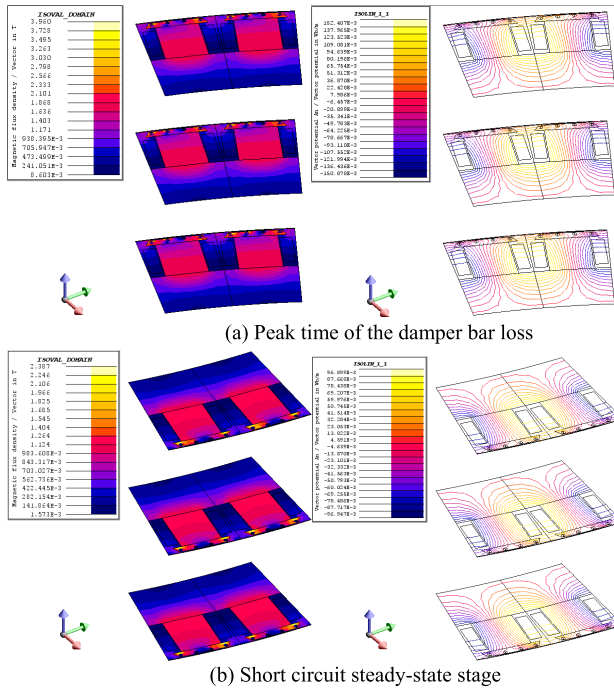 ISOVAL_DOMAIN
Magnetic flux density / Vector in T
3.960
3.728
3.495
3.263
3.030
2.798
2.566
2.333
2.101
1.868
1.636
1.403
1.171
938.395E-3
705.947E-3
473.499E-3
241.051E-3
8.603E-3
ISOLIN_1_1
Vector potential An / Vector potential in Wb/m
152.407E-3
137.965E-3
123.523E-3
109.081E-3
94.639E-3
80.196E-3
65.754E-3
51.312E-3
36.870E-3
22.428E-3
7.986E-3
-6.457E-3
-20.899E-3
-35.341E-3
-49.783E-3
-64.225E-3
-78.667E-3
-93.110E-3
-107.552E-3
-121.994E-3
-136.436E-3
-150.878E-3
(a) Peak time of the damper bar loss
ISOVAL_DOMAIN
Magnetic flux density / Vector in T
2.387
2.246
2.106
1.966
1.825
1.685
1.545
1.404
1.264
1.124
983.608E-3
843.317E-3
703.027E-3
562.736E-3
422.445E-3
282.154E-3
141.864E-3
1.573E-3
ISOLIN_1_1
Vector potential An / Vector potential in Wb/m
96.899E-3
87.668E-3
78.438E-3
69.207E-3
59.976E-3
50.745E-3
41.514E-3
32.284E-3
23.053E-3
13.822E-3
4.591E-3
-4.639E-3
-13.870E-3
-23.101E-3
-32.332E-3
-41.563E-3
-50.793E-3
-60.024E-3
-69.255E-3
-78.486E-3
-87.717E-3
-96.947E-3
(b) Short circuit steady-state stage